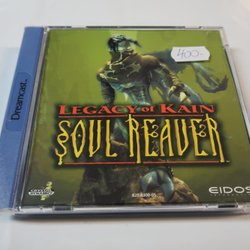 400:-
Dreamcast
LEGACY of KAIN
SOUL REAVER
EIDOS